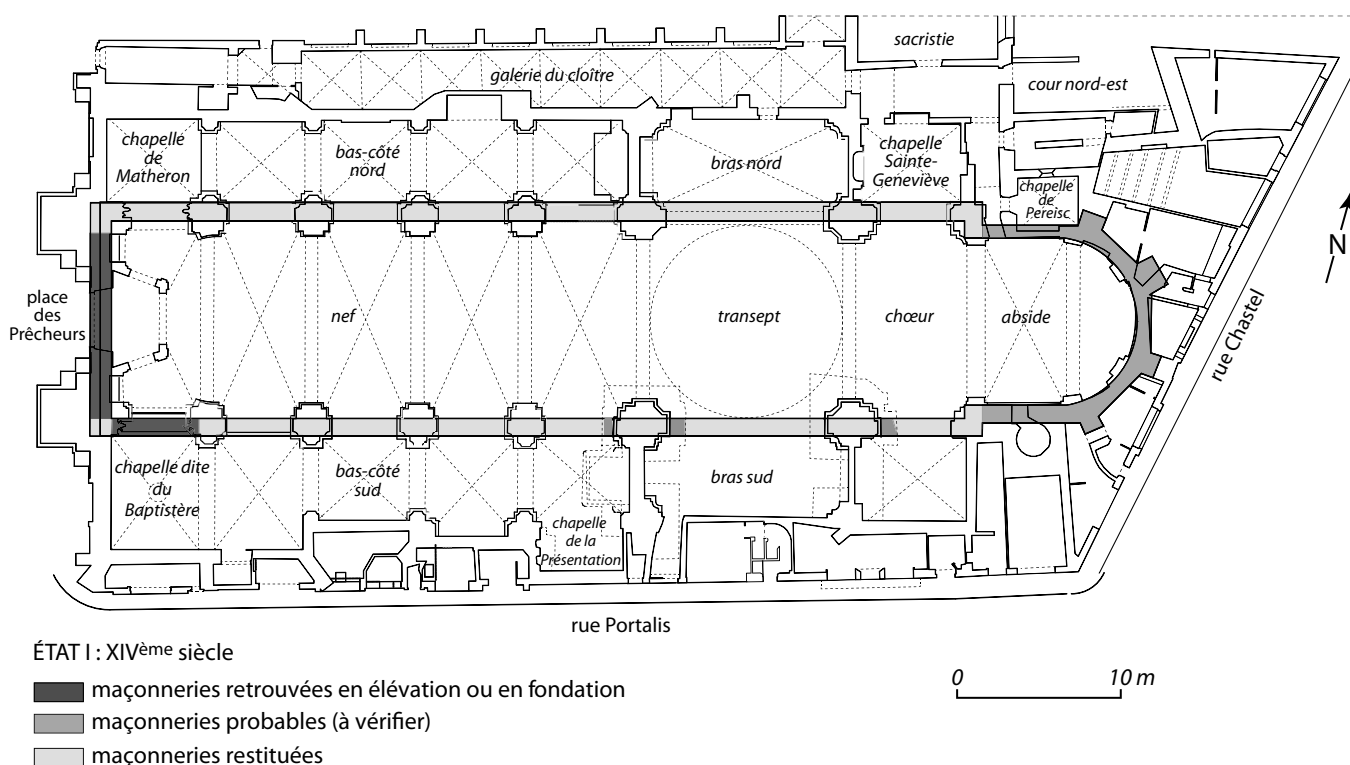 sacristie
galerie du cloître
cour nord-est
chapelle
de
Matheron
bas-côté
nord
bras nord
chapelle
Sainte-
Geneviève
chapelle
de
Pereisc
N
place
des
Prêcheurs
nef
transept
chœur
abside
rue Chastel
chapelle dite
du
Baptistère
bas-côté
sud
bras sud
chapelle
de la
Présentation
rue Portalis
ÉTAT I : XIVème siècle
maçonneries retrouvées en élévation ou en fondation
maçonneries probables (à vérifier)
maçonneries restituées
0 10 m